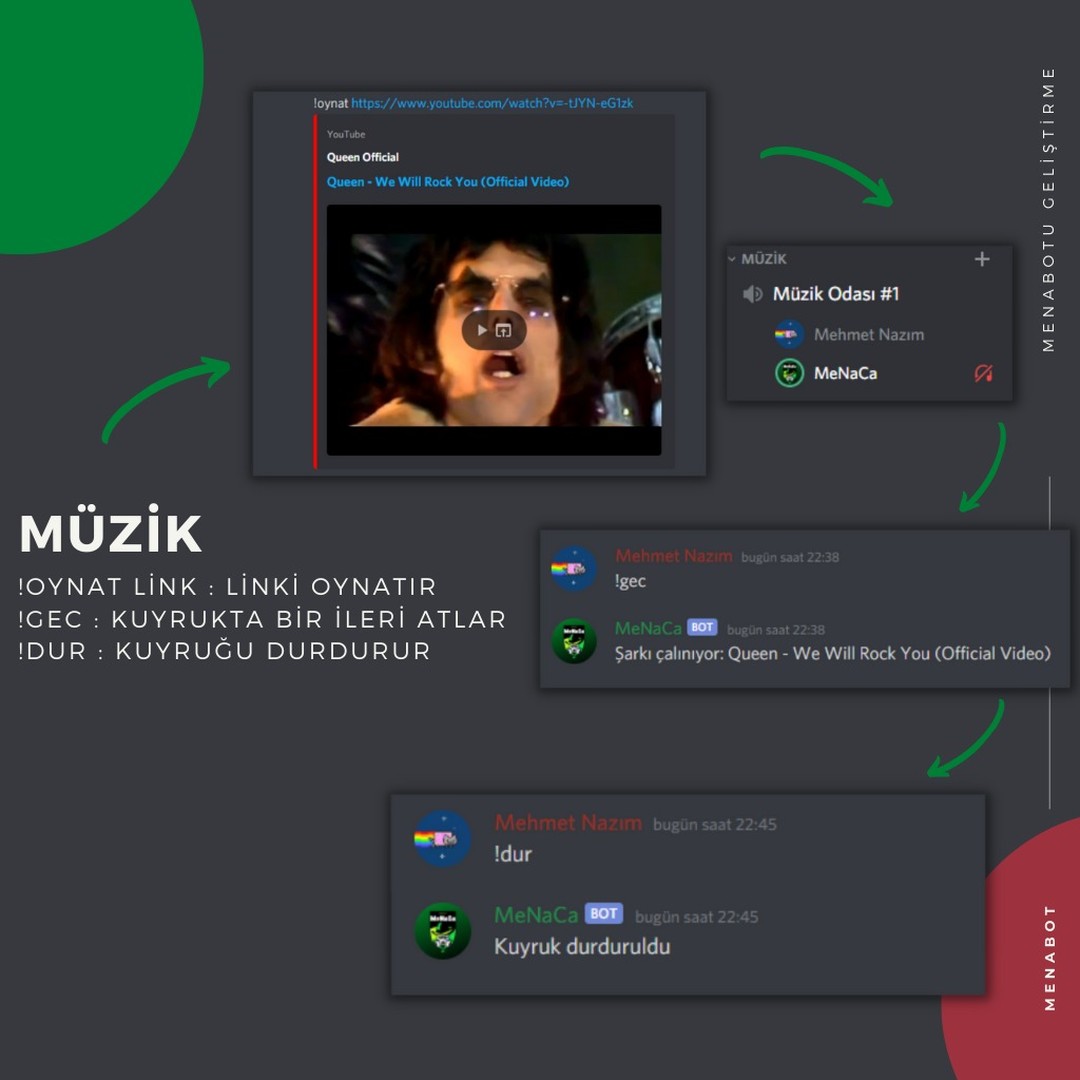 !oynat https://www.youtube.com/watch?v=-tJYN-eG1zk
YouTube
Queen Official
Queen - We Will Rock You (Official Video)
MENABOTU GELİŞTİRME
MÜZİK
Müzik Odası #1
Mehmet Nazım
MeNaCa
MÜZİK
!OYNAT LİNK : LİNKİ OYNATIR
!GEC : KUYRUKTA BİR İLERİ ATLAR
!DUR : KUYRUĞU DURDURUR
Mehmet Nazım bugün saat 22:38
!gec
MeNaCa BOT bugün saat 22:38
Şarkı çalınıyor: Queen - We Will Rock You (Official Video)
Mehmet Nazım bugün saat 22:45
!dur
MeNaCa BOT bugün saat 22:45
Kuyruk durduruldu
MENABOT